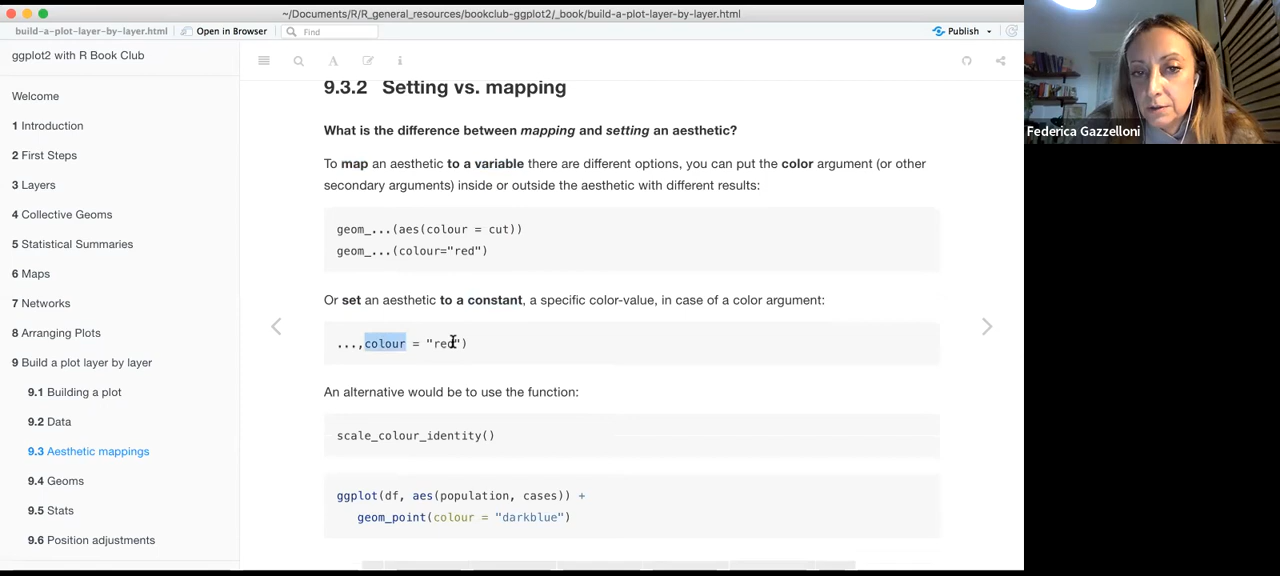 ~/Documents/R/R_general_resources/bookclub-ggplot2/_book/build-a-plot-layer-by-layer.html
build-a-plot-layer-by-layer.html
Open in Browser
Find
Publish
ggplot2 with R Book Club
Welcome
1 Introduction
2 First Steps
3 Layers
4 Collective Geoms
5 Statistical Summaries
6 Maps
7 Networks
8 Arranging Plots
9 Build a plot layer by layer
9.1 Building a plot
9.2 Data
9.3 Aesthetic mappings
9.4 Geoms
9.5 Stats
9.6 Position adjustments
9.3.2 Setting vs. mapping
What is the difference between mapping and setting an aesthetic?
To map an aesthetic to a variable there are different options, you can put the color argument (or other
secondary arguments) inside or outside the aesthetic with different results:
geom_...(aes(colour = cut))
geom_...(colour="red")
Or set an aesthetic to a constant, a specific color-value, in case of a color argument:
...,colour = "red")
An alternative would be to use the function:
scale_colour_identity()
ggplot(df, aes(population, cases)) +
geom_point(colour = "darkblue")
Federica Gazzelloni